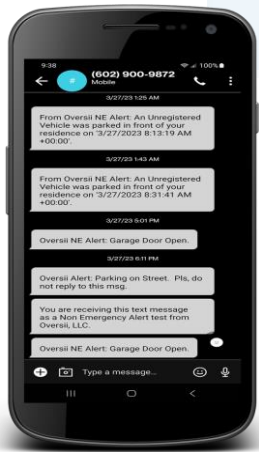 9:38
100%
(602) 900-9872
#
3/27/23 1:25 AM
From Oversii NE Alert: An Unregistered
Vehicle was parked in front of your
residence on '3/27/2023 8:13:19 AM
+00:00'.
3/27/23 1:43 AM
From Oversii NE Alert: An Unregistered
Vehicle was parked in front of your
residence on '3/27/2023 8:31:41 AM
+00:00'.
3/27/23 5:01 PM
Oversii NE Alert: Garage Door Open.
3/27/23 6:11 PM
Oversii Alert: Parking on Street. Pls, do
not reply to this msg.
You are receiving this text message
as a Non Emergency Alert test from
Oversii, LLC.
Oversii NE Alert: Garage Door Open.
Type a message...